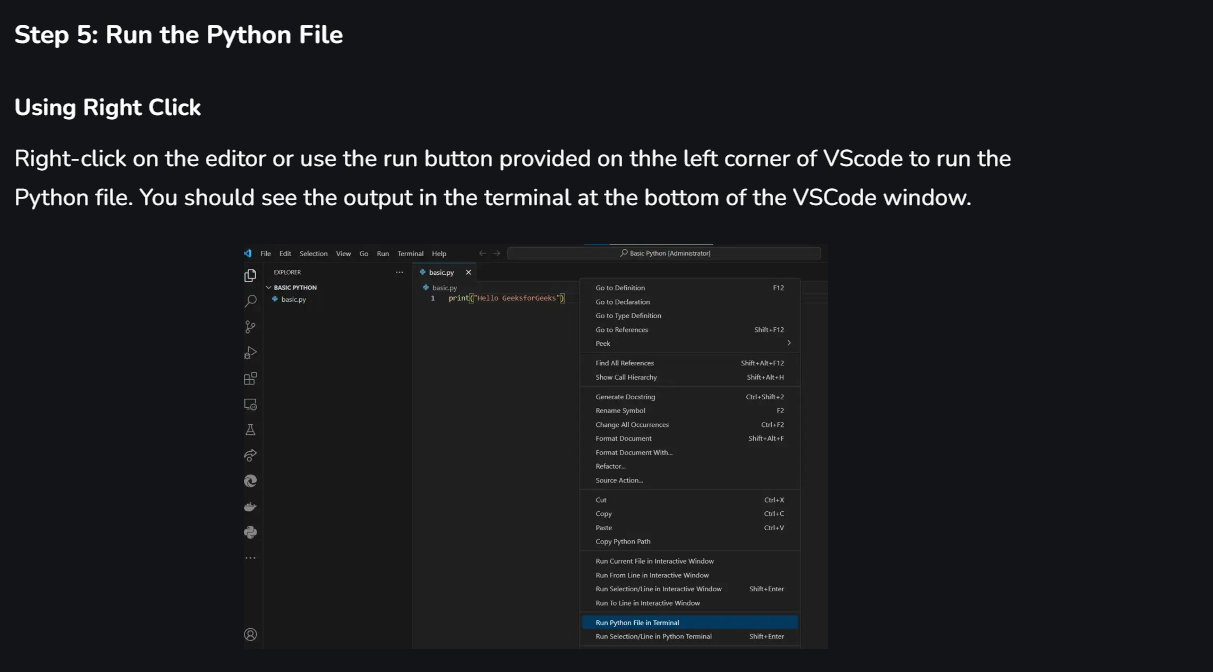 Step 5: Run the Python File
Using Right Click
Right-click on the editor or use the run button provided on thhe left corner of VScode to run the
Python file. You should see the output in the terminal at the bottom of the VSCode window.
File Edit Selection View Go Run Terminal Help
Basic Python (Administrator)
EXPLORER
BASIC PYTHON
basic.py
basic.py
basic.py
1 print("Hello GeeksforGeeks")
Go to Definition F12
Go to Declaration
Go to Type Definition
Go to References Shift+F12
Peek
Find All References Shift+Alt+F12
Show Call Hierarchy Shift+Alt+H
Generate Docstring Ctrl+Shift+2
Rename Symbol F2
Change All Occurrences Ctrl+F2
Format Document Shift+Alt+F
Format Document With...
Refactor...
Source Action...
Cut Ctrl+X
Copy Ctrl+C
Paste Ctrl+V
Copy Python Path
Run Current File in Interactive Window
Run From Line in Interactive Window
Run Selection/Line in Interactive Window Shift+Enter
Run To Line in Interactive Window
Run Python File in Terminal
Run Selection/Line in Python Terminal Shift+Enter